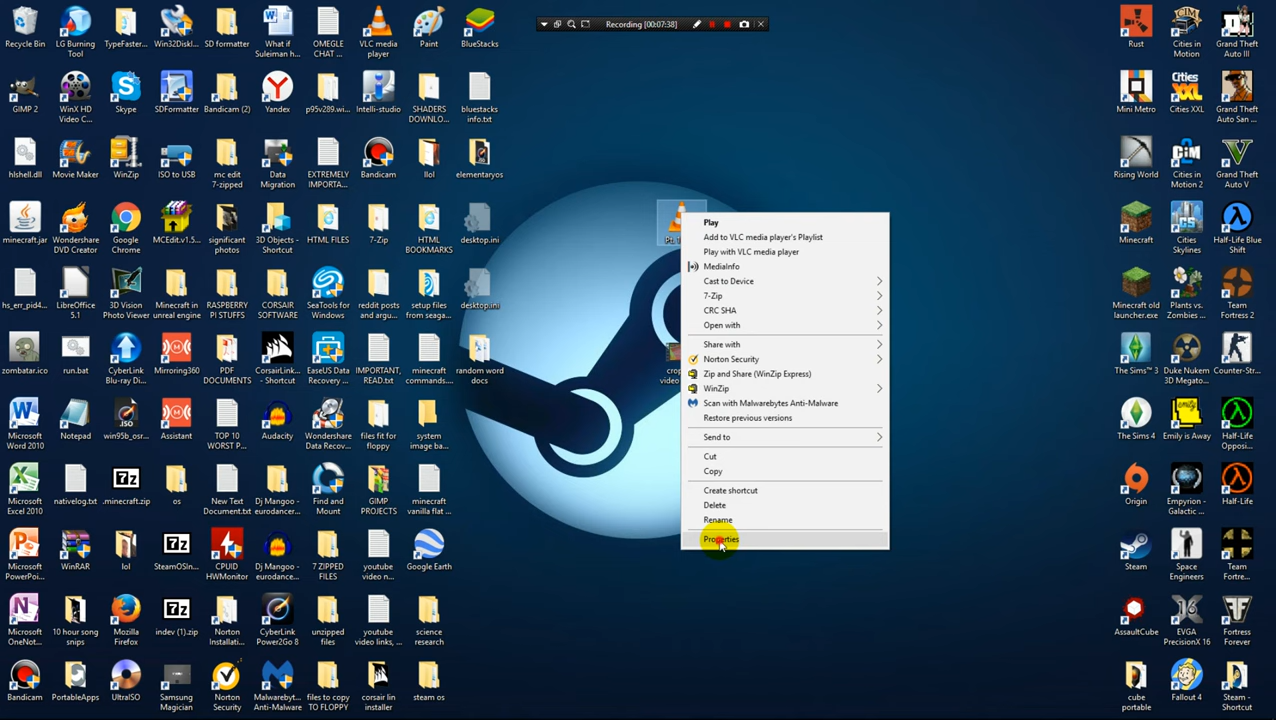 Recording [00:07:38]
Recycle Bin
LG Burning
Tool
TypeFaster...
Win32DiskI...
SD formatter
What if
Suleiman h...
OMEGLE
CHAT ...
VLC media
player
Paint
BlueStacks
GIMP 2
WinX HD
Video C...
Skype
SDFormatter
Bandicam (2)
Yandex
p95v289.wi...
Intelli-studio
SHADERS
DOWNLO...
bluestacks
info.txt
hlshell.dll
Movie Maker
WinZip
ISO to USB
mc edit
7-zipped
Data
Migration
EXTREMELY
IMPORTA...
Bandicam
llol
elementaryos
minecraft.jar
Wondershare
DVD Creator
Google
Chrome
MCEdit.v1.5...
significant
photos
3D Objects -
Shortcut
HTML FILES
7-Zip
HTML
BOOKMARKS
desktop.ini
hs_err_pid4...
LibreOffice
5.1
3D Vision
Photo Viewer
Minecraft in
unreal engine
RASPBERRY
PI STUFFS
CORSAIR
SOFTWARE
SeaTools for
Windows
reddit posts
and argu...
setup files
from seaga...
desktop.ini
zombatar.ico
run.bat
CyberLink
Blu-ray Di...
Mirroring360
PDF
DOCUMENTS
CorsairLink...
- Shortcut
EaseUS Data
Recovery ...
IMPORTANT,
READ.txt
minecraft
commands...
random word
docs
Microsoft
Word 2010
Notepad
win95b_osr...
Assistant
TOP 10
WORST P...
Audacity
Wondershare
Data Recov...
files fit for
floppy
system
image ba...
Microsoft
Excel 2010
nativelog.txt
.minecraft.zip
os
New Text
Document.txt
Dj Mangoo -
eurodancer...
Find and
Mount
GIMP
PROJECTS
minecraft
vanilla flat ...
Microsoft
PowerPoi...
WinRAR
lol
SteamOSIn...
CPUID
HWMonitor
Dj Mangoo -
eurodance...
7 ZIPPED
FILES
youtube
video n...
Google Earth
Microsoft
OneNot...
10 hour song
snips
Mozilla
Firefox
indev (1).zip
Norton
Installati...
CyberLink
Power2Go 8
unzipped
files
youtube
video links, ...
science
research
Bandicam
PortableApps
UltraISO
Samsung
Magician
Norton
Security
Malwarebyt...
Anti-Malware
files to copy
TO FLOPPY
corsair lin
installer
steam os
Play
Add to VLC media player's Playlist
Play with VLC media player
MediaInfo
Cast to Device
7-Zip
CRC SHA
Open with
Share with
Norton Security
Zip and Share (WinZip Express)
WinZip
Scan with Malwarebytes Anti-Malware
Restore previous versions
Send to
Cut
Copy
Create shortcut
Delete
Rename
Properties
Rust
Cities in
Motion
Grand Theft
Auto III
Mini Metro
Cities XXL
Grand Theft
Auto San ...
Rising World
Cities in
Motion 2
Grand Theft
Auto V
Minecraft
Cities
Skylines
Half-Life Blue
Shift
Minecraft old
launcher.exe
Plants vs.
Zombies ...
Team
Fortress 2
The Sims™ 3
Duke Nukem
3D Megato...
Counter-Str...
The Sims 4
Emily is Away
Half-Life
Opposi...
Origin
Empyrion -
Galactic ...
Half-Life
Steam
Space
Engineers
Team
Fortre...
AssaultCube
EVGA
PrecisionX 16
Fortress
Forever
cube
portable
Fallout 4
Steam -
Shortcut